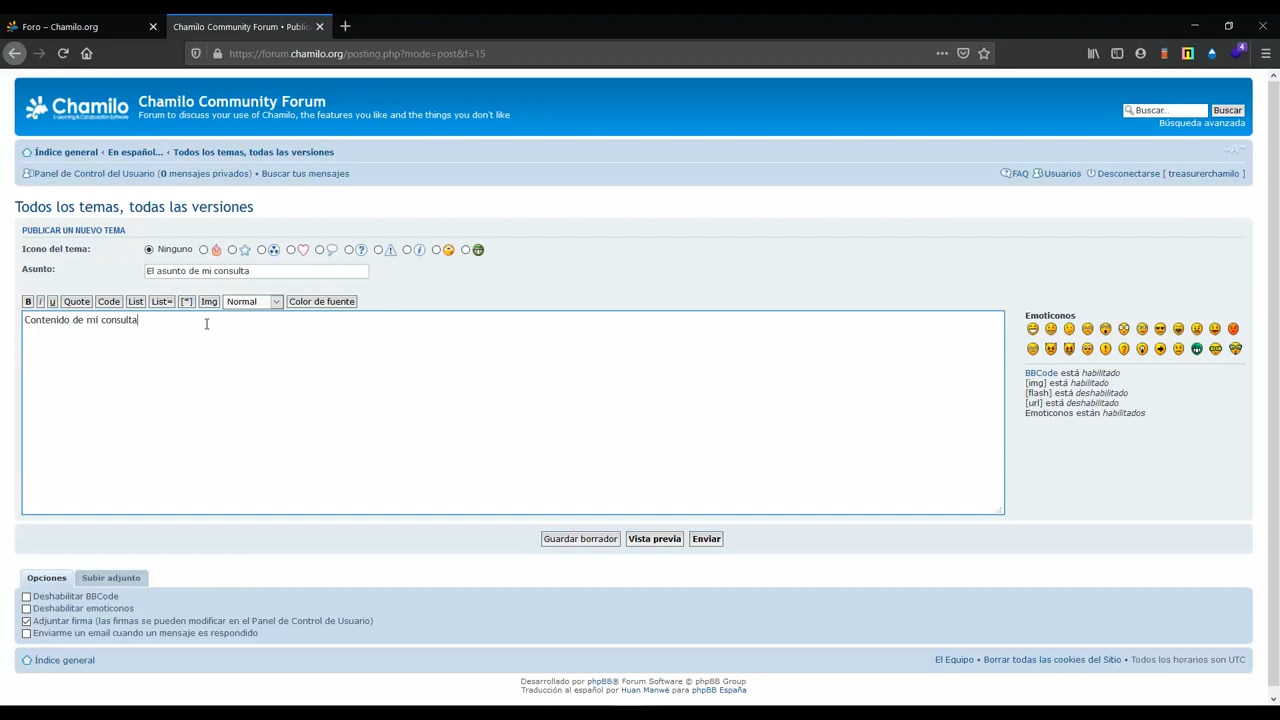 Foro – Chamilo.org
Chamilo Community Forum • Public
https://forum.chamilo.org/posting.php?mode=post&f=15
4
Chamilo
E-Learning & Collaboration Software
Chamilo Community Forum
Forum to discuss your use of Chamilo, the features you like and the things you don't like
Buscar...
Buscar
Búsqueda avanzada
Índice general ‹ En español... ‹ Todos los temas, todas las versiones
Panel de Control del Usuario (0 mensajes privados) • Buscar tus mensajes
FAQ Usuarios Desconectarse [ treasurerchamilo ]
Todos los temas, todas las versiones
PUBLICAR UN NUEVO TEMA
Icono del tema: Ninguno
Asunto: El asunto de mi consulta
B i u Quote Code List List= [*] Img Normal Color de fuente
Contenido de mi consulta
Emoticonos
BBCode está habilitado
[img] está habilitado
[flash] está deshabilitado
[url] está deshabilitado
Emoticonos están habilitados
Guardar borrador Vista previa Enviar
Opciones Subir adjunto
Deshabilitar BBCode
Deshabilitar emoticonos
Adjuntar firma (las firmas se pueden modificar en el Panel de Control de Usuario)
Enviarme un email cuando un mensaje es respondido
Índice general
El Equipo • Borrar todas las cookies del Sitio • Todos los horarios son UTC
Desarrollado por phpBB® Forum Software © phpBB Group
Traducción al español por Huan Manwë para phpBB España